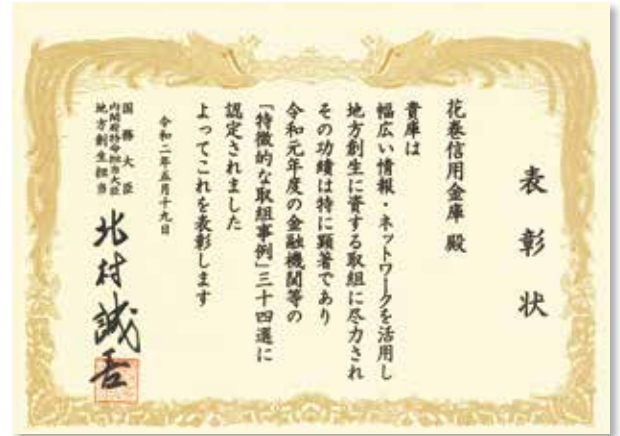 表彰状
花巻信用金庫 殿
貴庫は
幅広い情報・ネットワークを活用し
地方創生に資する取組に尽力され
その功績は特に顕著であり
令和元年度の金融機関等の
「特徴的な取組事例」三十四選に
認定されました
よってこれを表彰します
令和二年五月十九日
国務大臣
内閣府特命担当大臣
地方創生担当
北村誠吾